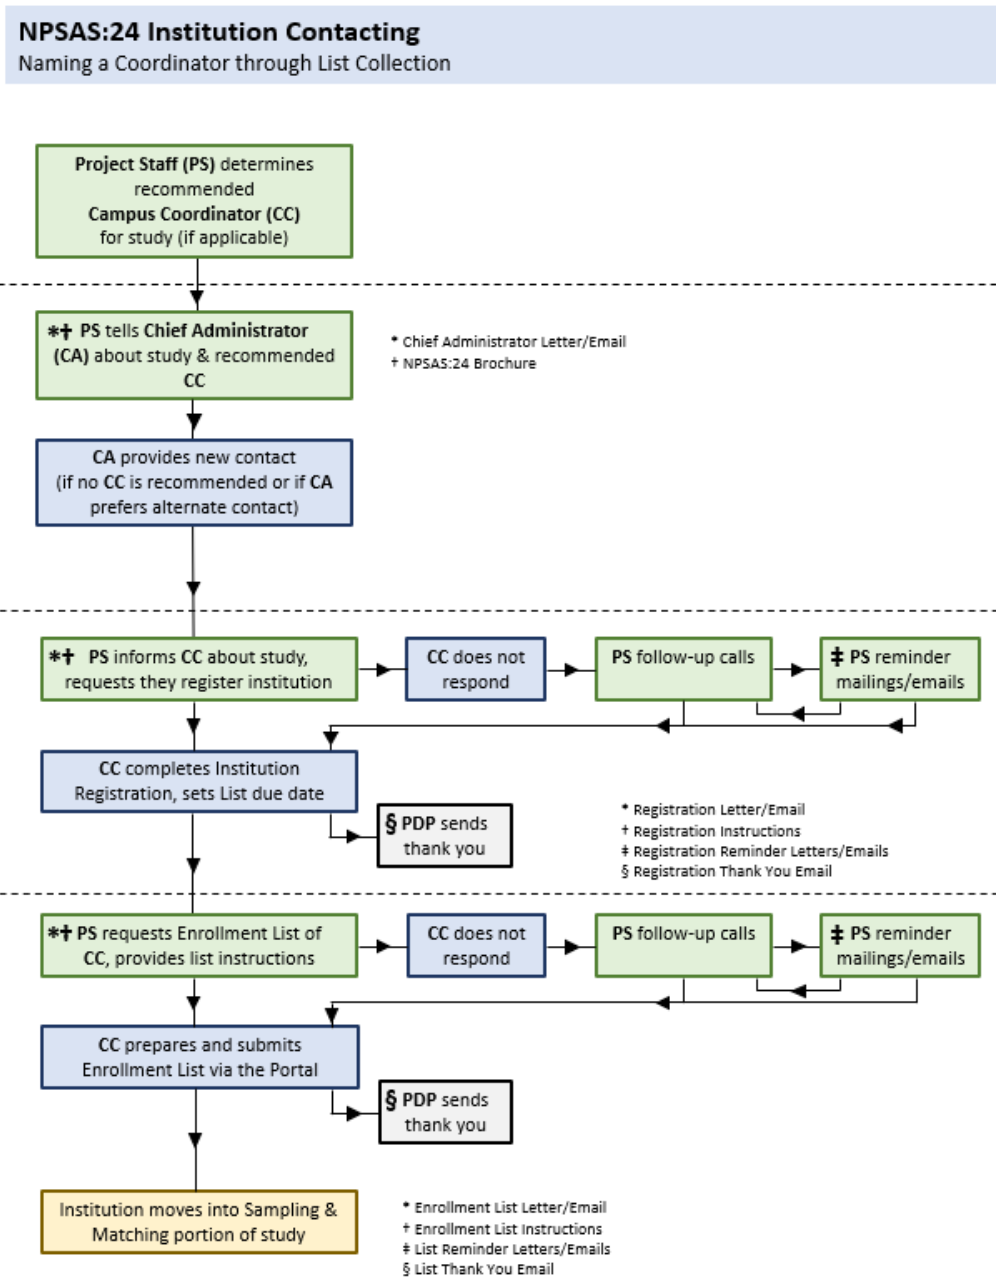 NPSAS:24 Institution Contacting
Naming a Coordinator through List Collection
Project Staff (PS) determines
recommended
Campus Coordinator (CC)
for study (if applicable)
*† PS tells Chief Administrator
(CA) about study & recommended
CC
* Chief Administrator Letter/Email
† NPSAS:24 Brochure
CA provides new contact
(if no CC is recommended or if CA
prefers alternate contact)
*† PS informs CC about study,
requests they register institution
CC does not
respond
PS follow-up calls
‡ PS reminder
mailings/emails
CC completes Institution
Registration, sets List due date
§ PDP sends
thank you
* Registration Letter/Email
† Registration Instructions
‡ Registration Reminder Letters/Emails
§ Registration Thank You Email
*† PS requests Enrollment List of
CC, provides list instructions
CC does not
respond
PS follow-up calls
‡ PS reminder
mailings/emails
CC prepares and submits
Enrollment List via the Portal
§ PDP sends
thank you
Institution moves into Sampling &
Matching portion of study
* Enrollment List Letter/Email
† Enrollment List Instructions
‡ List Reminder Letters/Emails
§ List Thank You Email